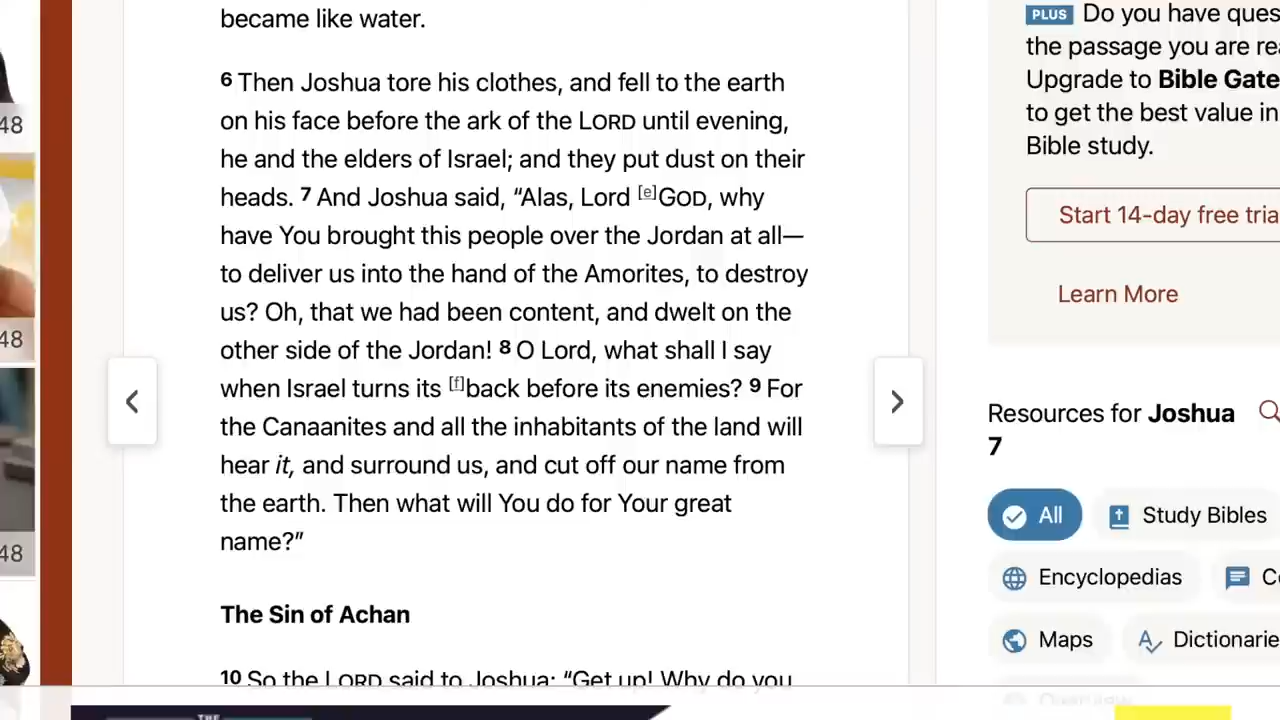 became like water.
6 Then Joshua tore his clothes, and fell to the earth
on his face before the ark of the LORD until evening,
he and the elders of Israel; and they put dust on their
heads. 7 And Joshua said, “Alas, Lord [e]GOD, why
have You brought this people over the Jordan at all—
to deliver us into the hand of the Amorites, to destroy
us? Oh, that we had been content, and dwelt on the
other side of the Jordan! 8 O Lord, what shall I say
when Israel turns its [f]back before its enemies? 9 For
the Canaanites and all the inhabitants of the land will
hear it, and surround us, and cut off our name from
the earth. Then what will You do for Your great
name?”
The Sin of Achan
10 So the LORD said to Joshua: “Get up! Why do you
48
48
48
PLUS Do you have ques
the passage you are re
Upgrade to Bible Gate
to get the best value in
Bible study.
Start 14-day free tria
Learn More
Resources for Joshua
7
All
Study Bibles
Encyclopedias
C
Maps
Dictionarie
Overview
THE